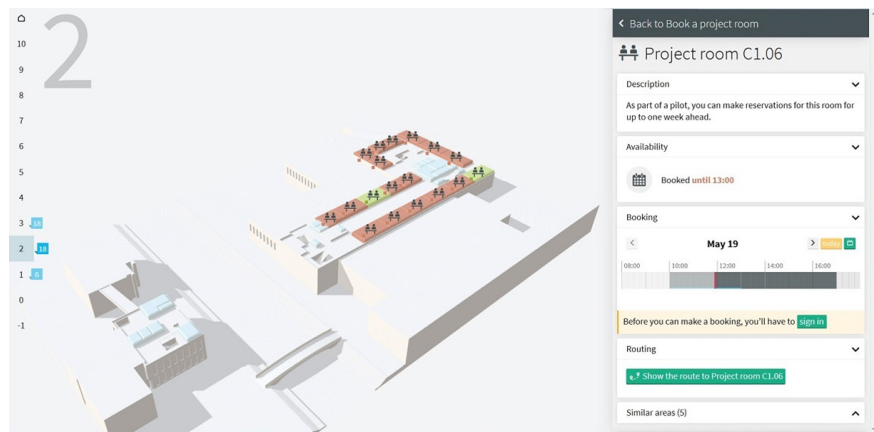 2
10
9
8
7
6
5
4
3 18
2 18
1 6
0
-1
Back to Book a project room
Project room C1.06
Description
As part of a pilot, you can make reservations for this room for
up to one week ahead.
Availability
Booked until 13:00
Booking
May 19
today
08:00 10:00 12:00 14:00 16:00
Before you can make a booking, you'll have to sign in
Routing
Show the route to Project room C1.06
Similar areas (5)